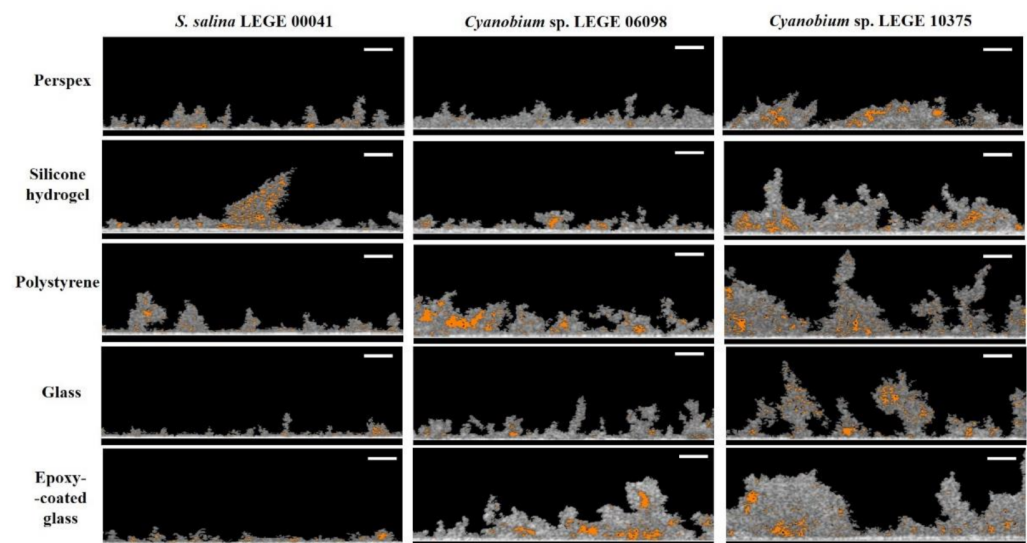 S. salina LEGE 00041
Cyanobium sp. LEGE 06098
Cyanobium sp. LEGE 10375
Perspex
Silicone
hydrogel
Polystyrene
Glass
Epoxy-
-coated
glass